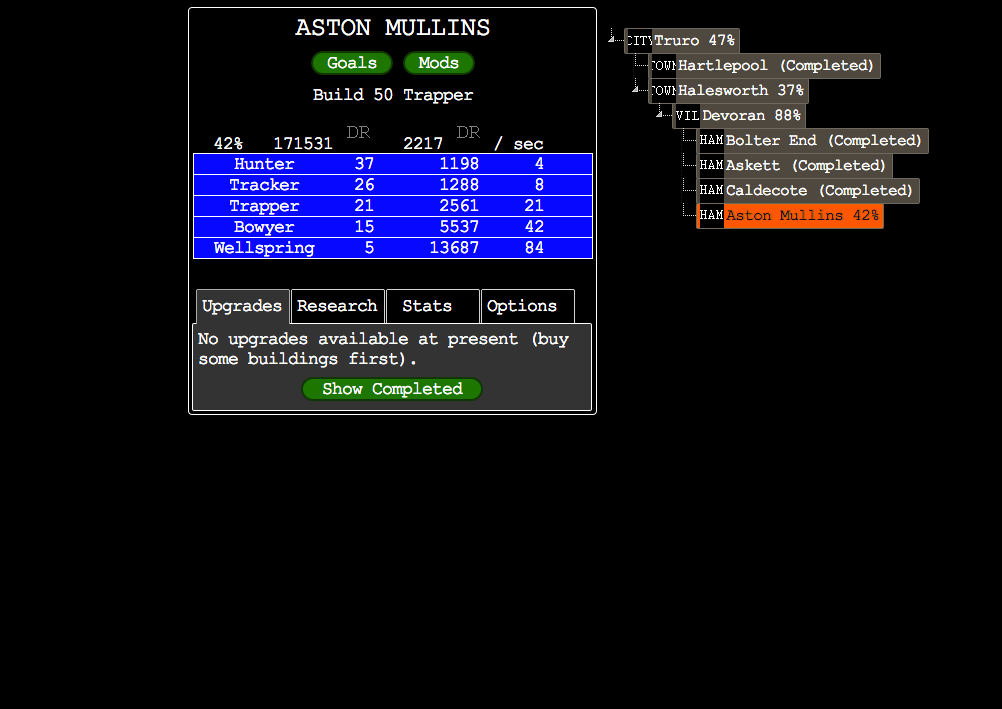 ASTON MULLINS
Goals Mods
Build 50 Trapper
42% 171531 DR 2217 DR / sec
Hunter 37 1198 4
Tracker 26 1288 8
Trapper 21 2561 21
Bowyer 15 5537 42
Wellspring 5 13687 84
Upgrades Research Stats Options
No upgrades available at present (buy
some buildings first).
Show Completed
CITY Truro 47%
TOWN Hartlepool (Completed)
TOWN Halesworth 37%
VIL Devoran 88%
HAM Bolter End (Completed)
HAM Askett (Completed)
HAM Caldecote (Completed)
HAM Aston Mullins 42%